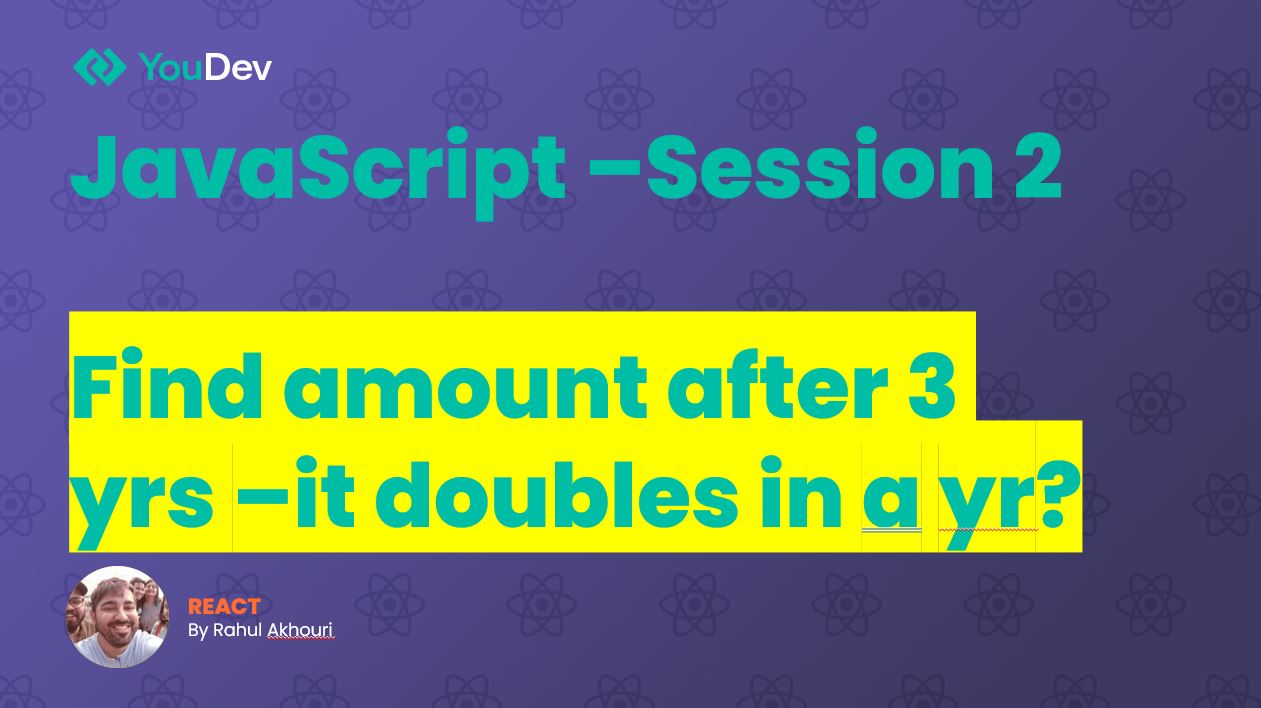 YouDev
JavaScript –Session 2
Find amount after 3
yrs –it doubles in a yr?
REACT
By Rahul Akhouri